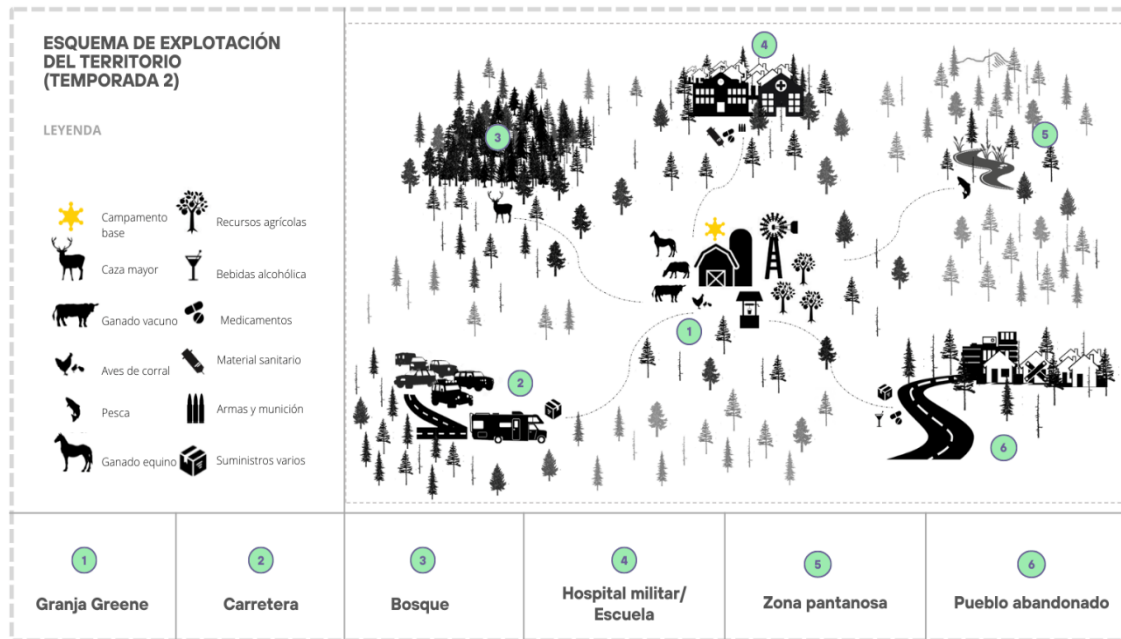 ESQUEMA DE EXPLOTACIÓN
DEL TERRITORIO
(TEMPORADA 2)
LEYENDA
Campamento
base
Recursos agrícolas
Caza mayor
Bebidas alcohólica
Ganado vacuno
Medicamentos
Aves de corral
Material sanitario
Pesca
Armas y munición
Ganado equino
Suministros varios
4
3
5
1
2
6
1
2
3
4
5
6
Granja Greene
Carretera
Bosque
Hospital militar/
Escuela
Zona pantanosa
Pueblo abandonado